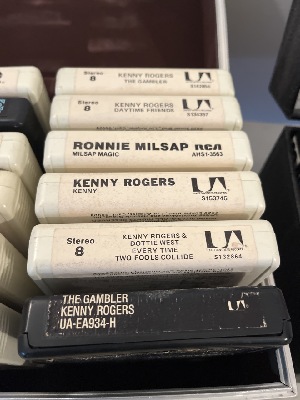 Stereo
8
KENNY ROGERS
THE GAMBLER
UA
Stereo
8
KENNY ROGERS
DAYTIME FRIENDS
UA
RONNIE MILSAP RCA
MILSAP MAGIC AHS1-3563
KENNY ROGERS
KENNY
UA
Stereo
8
KENNY ROGERS &
DOTTIE WEST
EVERY TIME
TWO FOOLS COLLIDE
UA
S132864
THE GAMBLER
KENNY ROGERS
UA-EA934-H
UA